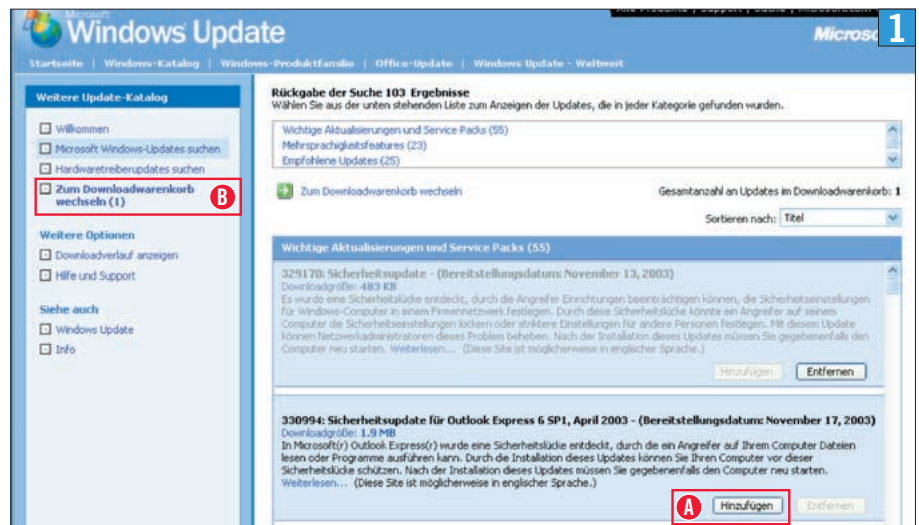 Microsoft
Windows Update
Microsoft
1
Startseite | Windows-Katalog | Windows-Produktfamilie | Office-Update | Windows Update - Weltweit
Weitere Update-Katalog
Willkommen
Microsoft Windows-Updates suchen
Hardwaretreiberupdates suchen
Zum Downloadwarenkorb
wechseln (1)
B
Weitere Optionen
Downloadverlauf anzeigen
Hilfe und Support
Siehe auch
Windows Update
Info
Rückgabe der Suche 103 Ergebnisse
Wählen Sie aus der unten stehenden Liste zum Anzeigen der Updates, die in jeder Kategorie gefunden wurden.
Wichtige Aktualisierungen und Service Packs (55)
Mehrsprachigkeitsfeatures (23)
Empfohlene Updates (25)
Zum Downloadwarenkorb wechseln
Gesamtanzahl an Updates im Downloadwarenkorb: 1
Sortieren nach: Titel
Wichtige Aktualisierungen und Service Packs (55)
329170: Sicherheitsupdate - (Bereitstellungsdatum: November 13, 2003)
Downloadgröße: 483 KB
Es wurde eine Sicherheitslücke entdeckt, durch die Angreifer Einrichtungen beeinträchtigen können, die Sicherheitseinstellungen
für Windows-Computer in einem Firmennetzwerk festlegen. Durch diese Sicherheitslücke könnte ein Angreifer auf seinem
Computer die Sicherheitseinstellungen lockern oder striktere Einstellungen für andere Personen festlegen. Mit diesem Update
können Netzwerkadministratoren dieses Problem beheben. Nach der Installation dieses Updates müssen Sie gegebenenfalls den
Computer neu starten. Weiterlesen... (Diese Site ist möglicherweise in englischer Sprache.)
Hinzufügen Entfernen
330994: Sicherheitsupdate für Outlook Express 6 SP1, April 2003 - (Bereitstellungsdatum: November 17, 2003)
Downloadgröße: 1.9 MB
In Microsoft(r) Outlook Express(r) wurde eine Sicherheitslücke entdeckt, durch die ein Angreifer auf Ihrem Computer Dateien
lesen oder Programme ausführen kann. Durch die Installation dieses Updates können Sie Ihren Computer vor dieser
Sicherheitslücke schützen. Nach der Installation dieses Updates müssen Sie gegebenenfalls den Computer neu starten.
Weiterlesen... (Diese Site ist möglicherweise in englischer Sprache.)
A Hinzufügen Entfernen